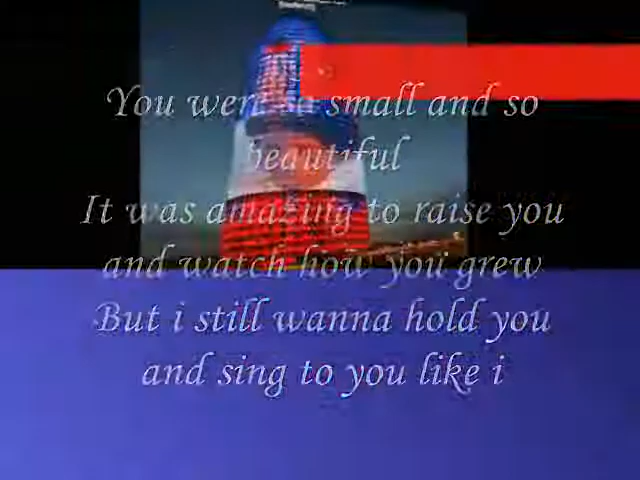 You were so small and so
beautiful
It was amazing to raise you
and watch how you grew
But i still wanna hold you
and sing to you like i